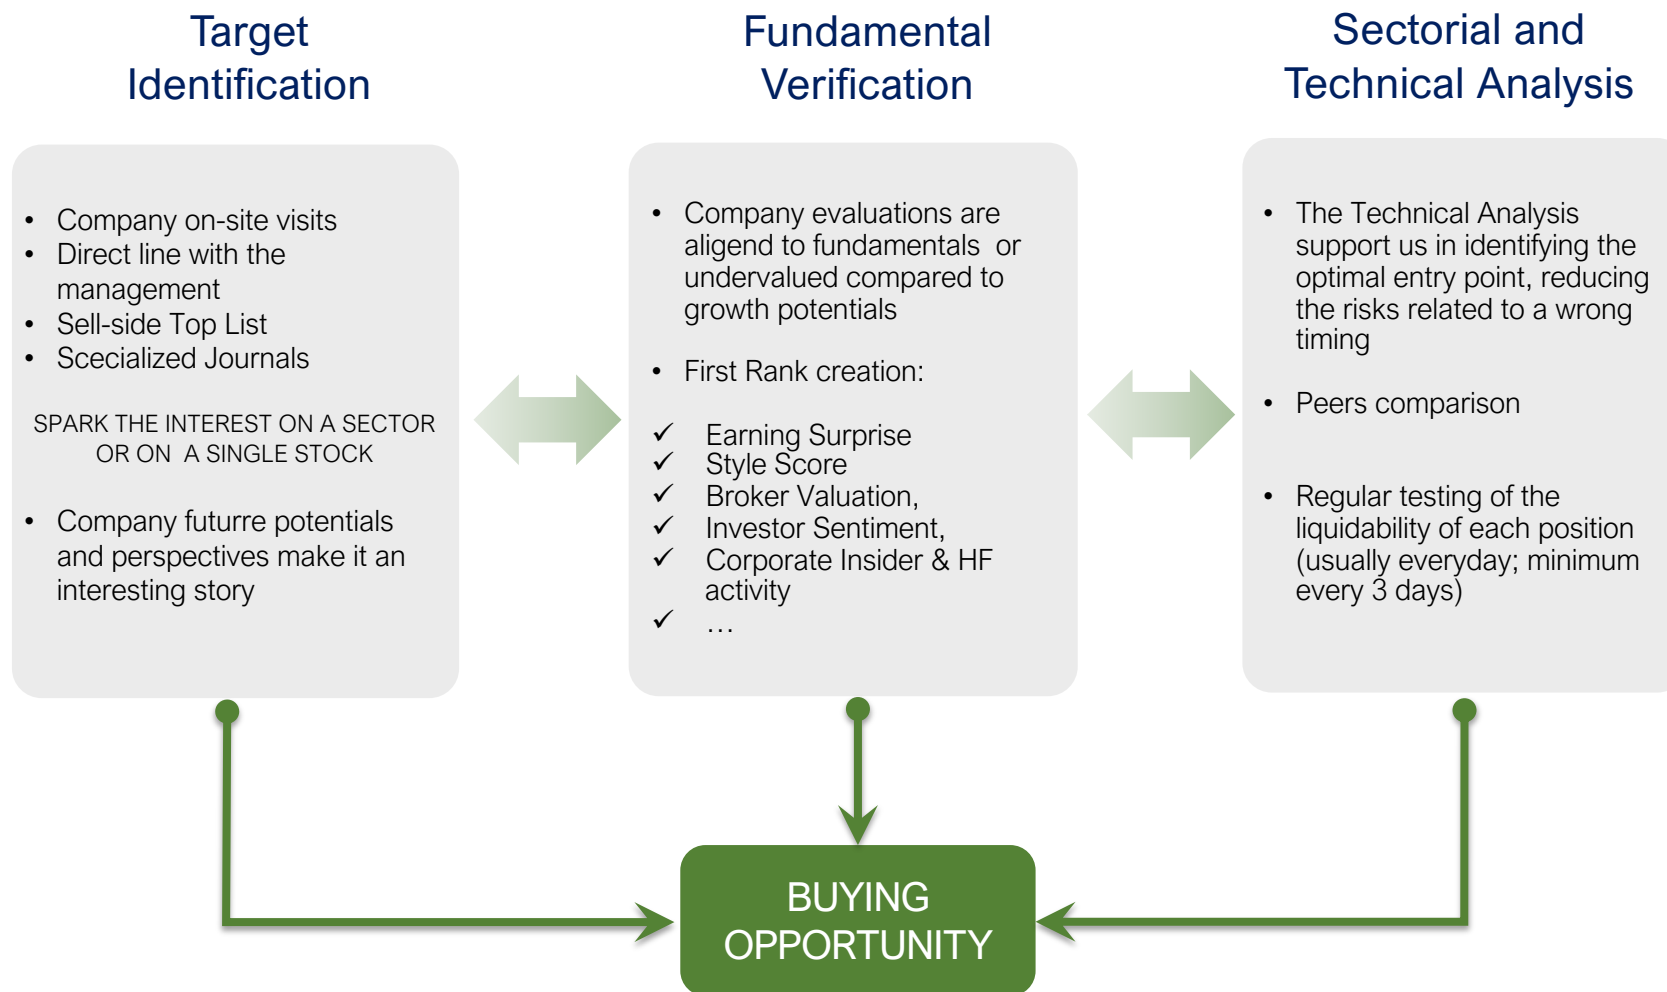 Target
Identification
Fundamental
Verification
Sectorial and
Technical Analysis
• Company on-site visits
• Direct line with the
management
• Sell-side Top List
• Scecialized Journals
SPARK THE INTEREST ON A SECTOR
OR ON A SINGLE STOCK
• Company futurre potentials
and perspectives make it an
interesting story
• Company evaluations are
aligend to fundamentals or
undervalued compared to
growth potentials
• First Rank creation:
✓ Earning Surprise
✓ Style Score
✓ Broker Valuation,
✓ Investor Sentiment,
✓ Corporate Insider & HF
activity
✓ …
• The Technical Analysis
support us in identifying the
optimal entry point, reducing
the risks related to a wrong
timing
• Peers comparison
• Regular testing of the
liquidability of each position
(usually everyday; minimum
every 3 days)
BUYING
OPPORTUNITY